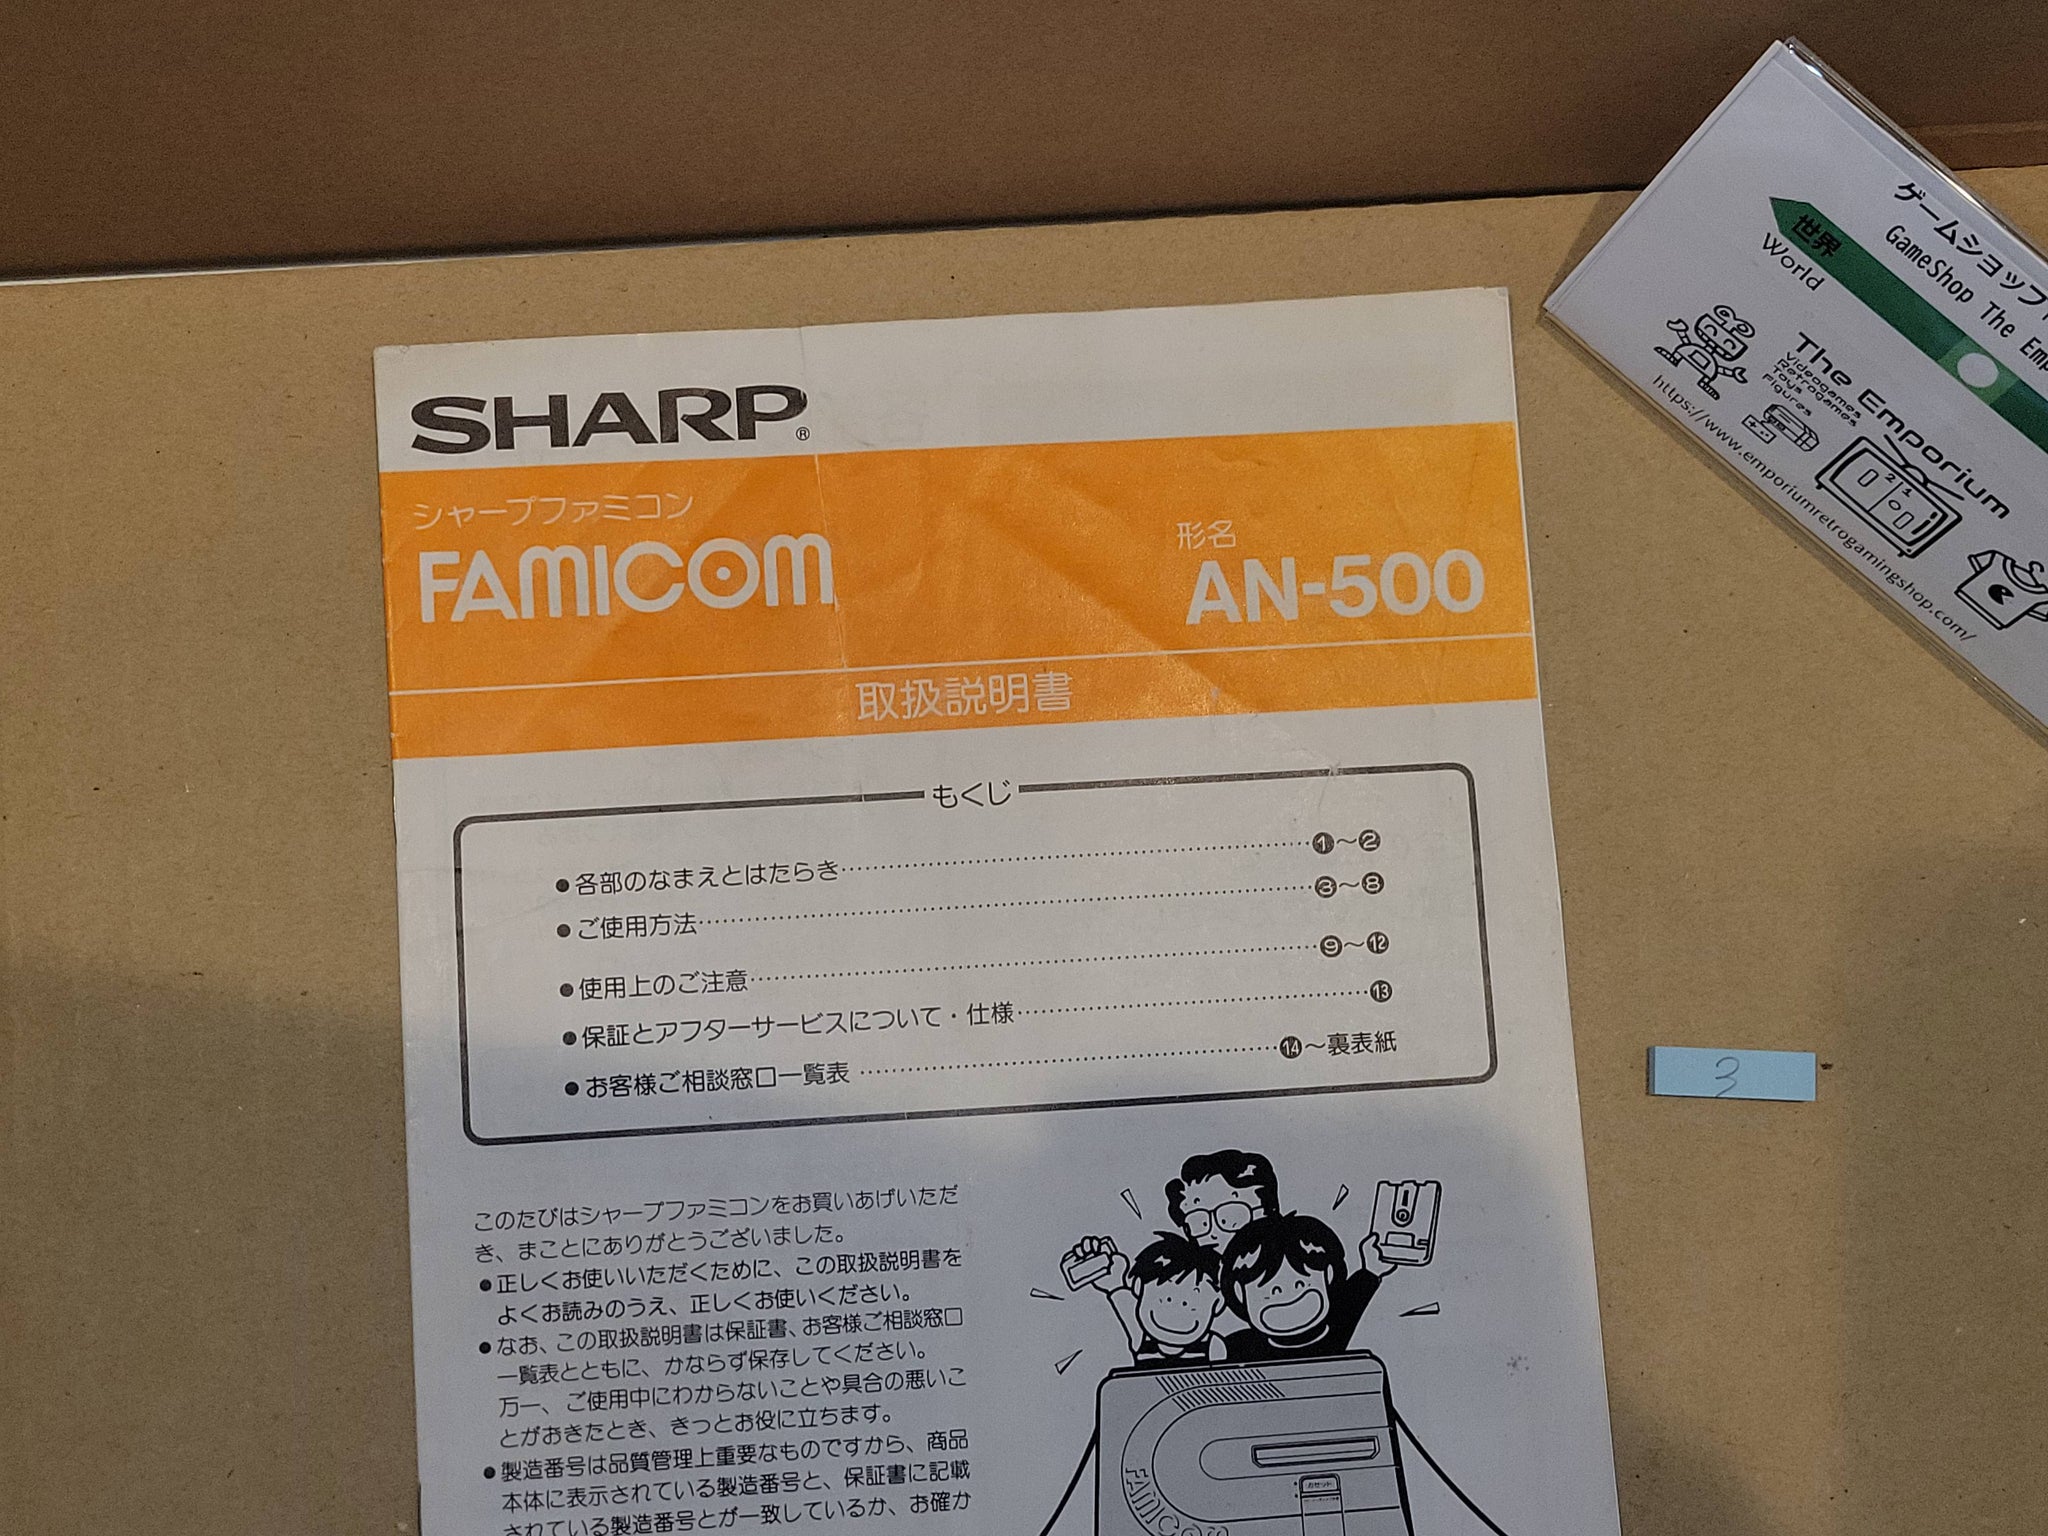 SHARP®
シャープファミコン
FAMICOM
形名
AN-500
取扱説明書
もくじ
●各部のなまえとはたらき……❶～❷
●ご使用方法……❸～❽
●使用上のご注意……❾～⓬
●保証とアフターサービスについて・仕様……⓭
●お客様ご相談窓口一覧表……⓮～裏表紙
このたびはシャープファミコンをお買いあげいただ
き、まことにありがとうございました。
●正しくお使いいただくために、この取扱説明書を
よくお読みのうえ、正しくお使いください。
●なお、この取扱説明書は保証書、お客様ご相談窓口
一覧表とともに、かならず保存してください。
万一、ご使用中にわからないことや具合の悪いこ
とがおきたとき、きっとお役に立ちます。
●製造番号は品質管理上重要なものですから、商品
本体に表示されている製造番号と、保証書に記載
されている製造番号とが一致しているか、お確か
FAMICOM
カセット
ゲームショップ
GameShop The Emp
世界
World
The Emporium
Videogames
Retrogames
Toys
Figures
https://www.emporiumretrogamingshop.com/
3